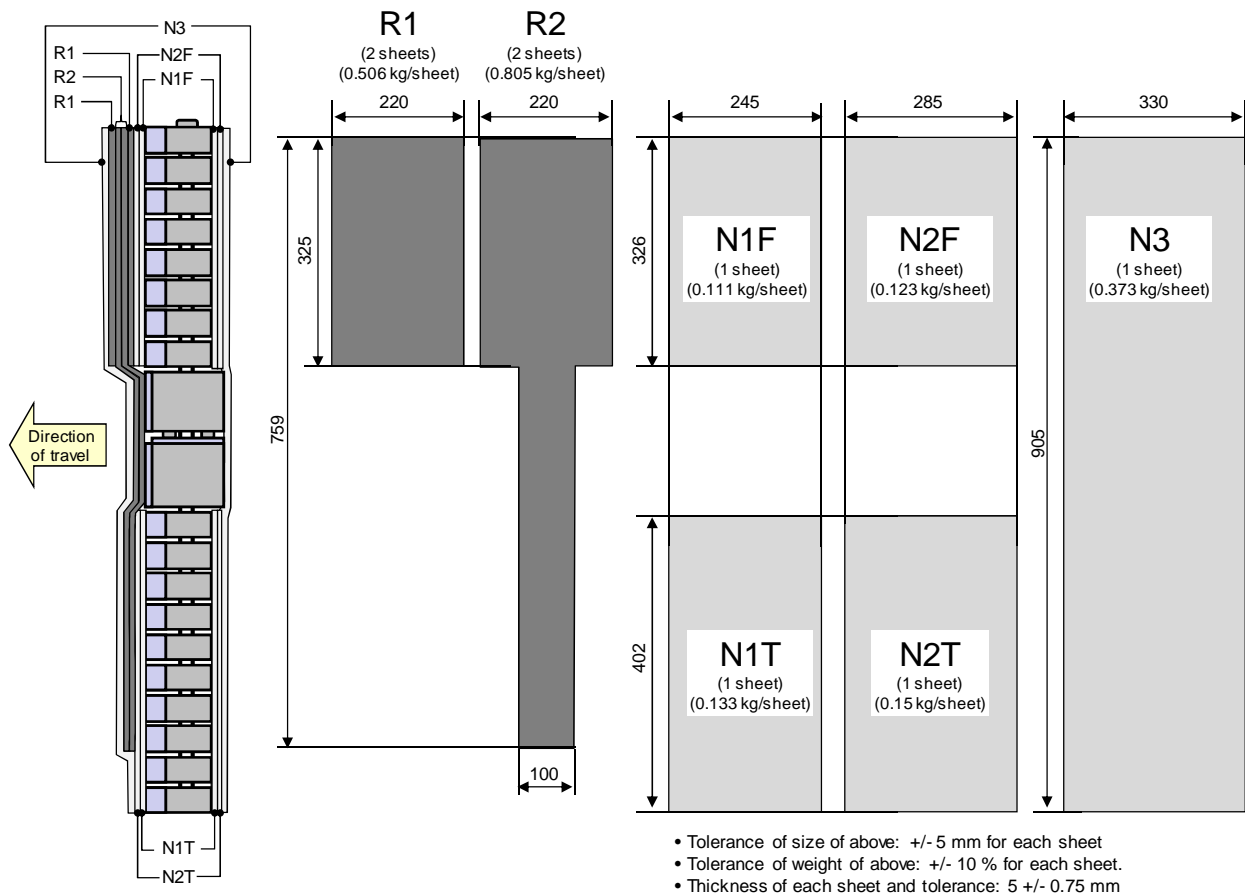 N3
R1
N2F
R2
N1F
R1
Direction
of travel
N1T
N2T
R1
(2 sheets)
(0.506 kg/sheet)
R2
(2 sheets)
(0.805 kg/sheet)
220
220
245
285
330
325
759
326
905
402
100
N1F
(1 sheet)
(0.111 kg/sheet)
N2F
(1 sheet)
(0.123 kg/sheet)
N3
(1 sheet)
(0.373 kg/sheet)
N1T
(1 sheet)
(0.133 kg/sheet)
N2T
(1 sheet)
(0.15 kg/sheet)
• Tolerance of size of above: +/- 5 mm for each sheet
• Tolerance of weight of above: +/- 10 % for each sheet.
• Thickness of each sheet and tolerance: 5 +/- 0.75 mm